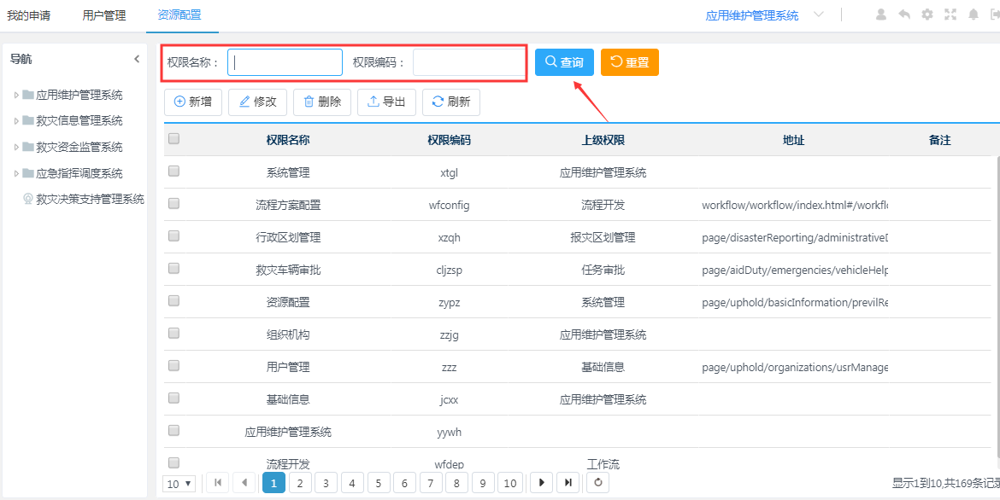 我的申请 用户管理 资源配置 应用维护管理系统
导航
应用维护管理系统
救灾信息管理系统
救灾资金监管系统
应急指挥调度系统
救灾决策支持管理系统
权限名称： 权限编码： 查询 重置
新增 修改 删除 导出 刷新
权限名称 权限编码 上级权限 地址 备注
系统管理 xtgl 应用维护管理系统
流程方案配置 wfconfig 流程开发 workflow/workflow/index.html#/workfl
行政区划管理 xzqh 报灾区划管理 page/disasterReporting/administrative
救灾车辆审批 cljzsp 任务审批 page/aidDuty/emergencies/vehicleHelp
资源配置 zypz 系统管理 page/uphold/basicInformation/previlRe
组织机构 zzjg 应用维护管理系统
用户管理 zzz 基础信息 page/uphold/organizations/usrManage
基础信息 jcxx 应用维护管理系统
应用维护管理系统 yywh
流程开发 wfdep 工作流
10 1 2 3 4 5 6 7 8 9 10 显示1到10,共169条记录